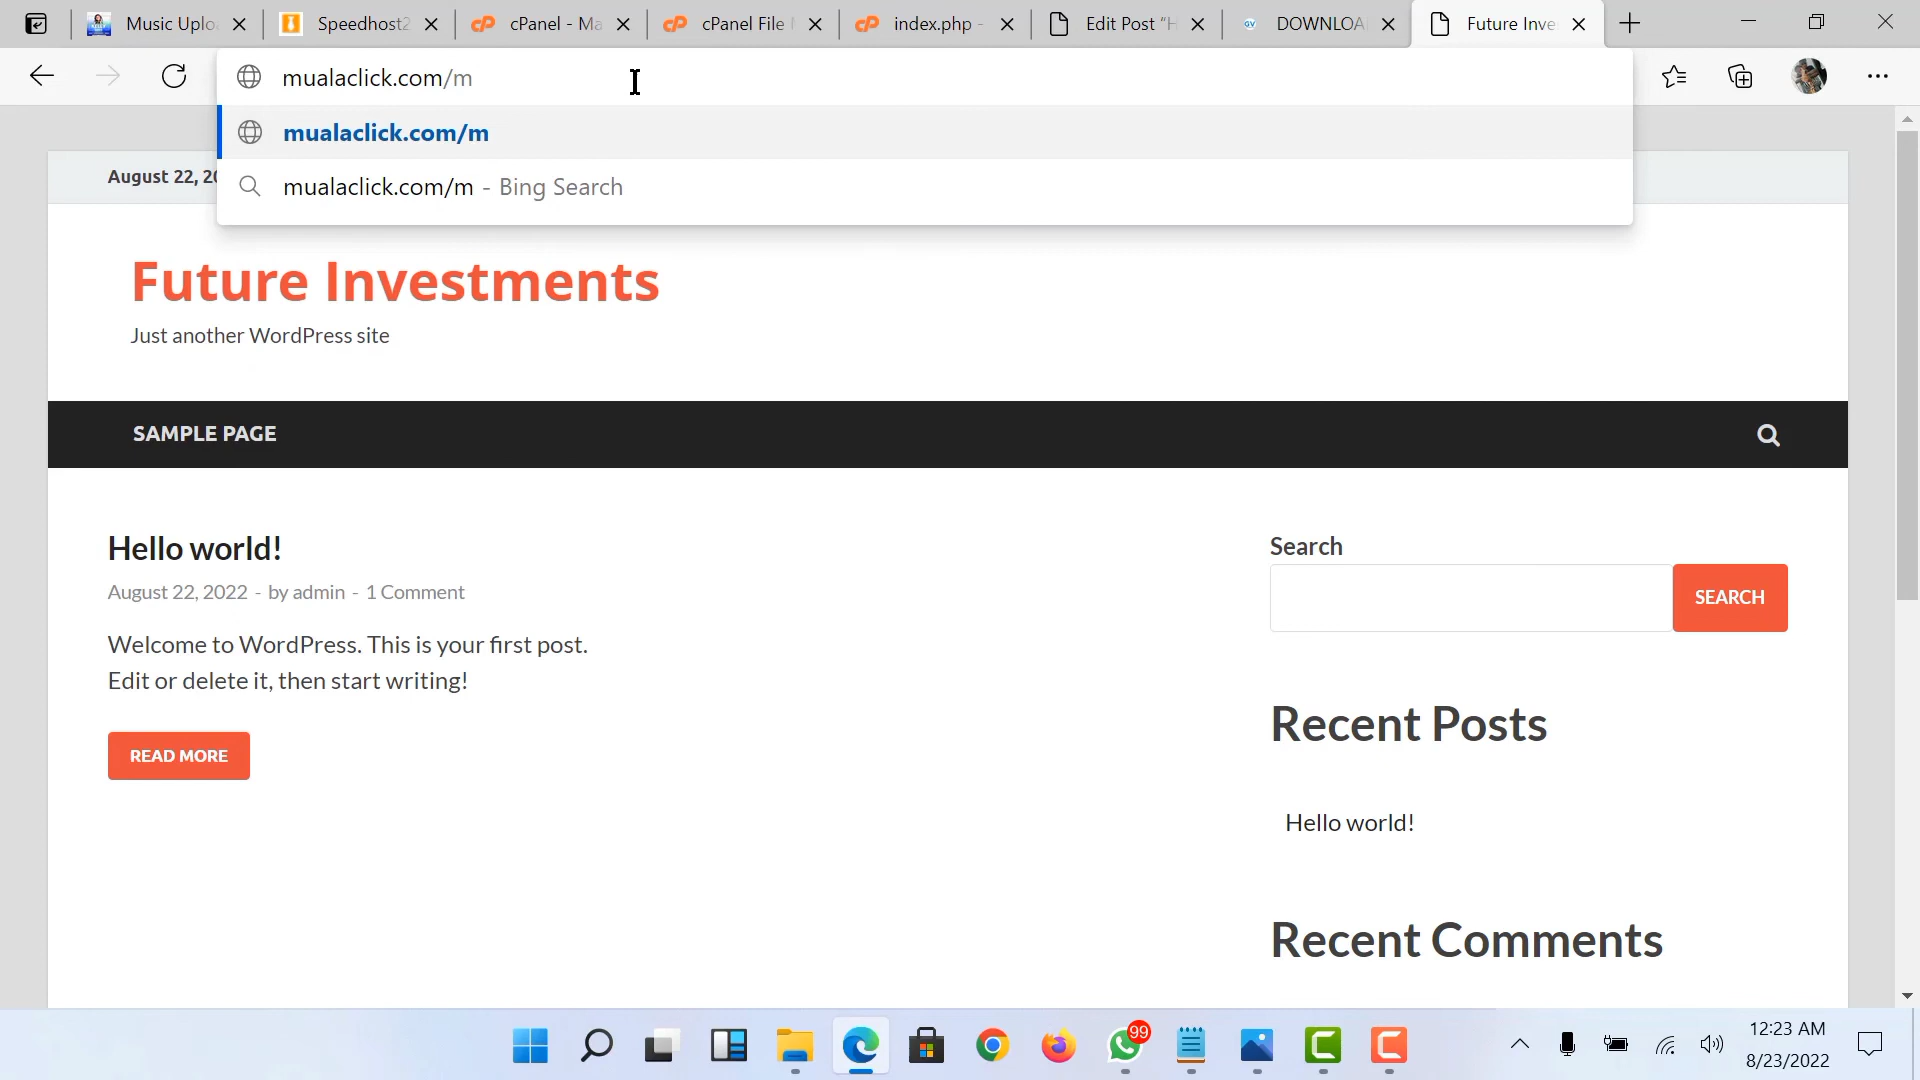 Music Uplo
Speedhost2
cPanel - Ma
cPanel File
index.php -
Edit Post "H
DOWNLOA
Future Inve
mualaclick.com/m
mualaclick.com/m
mualaclick.com/m - Bing Search
August 22, 20
Future Investments
Just another WordPress site
SAMPLE PAGE
Hello world!
August 22, 2022 - by admin - 1 Comment
Welcome to WordPress. This is your first post.
Edit or delete it, then start writing!
READ MORE
Search
SEARCH
Recent Posts
Hello world!
Recent Comments
99
12:23 AM
8/23/2022